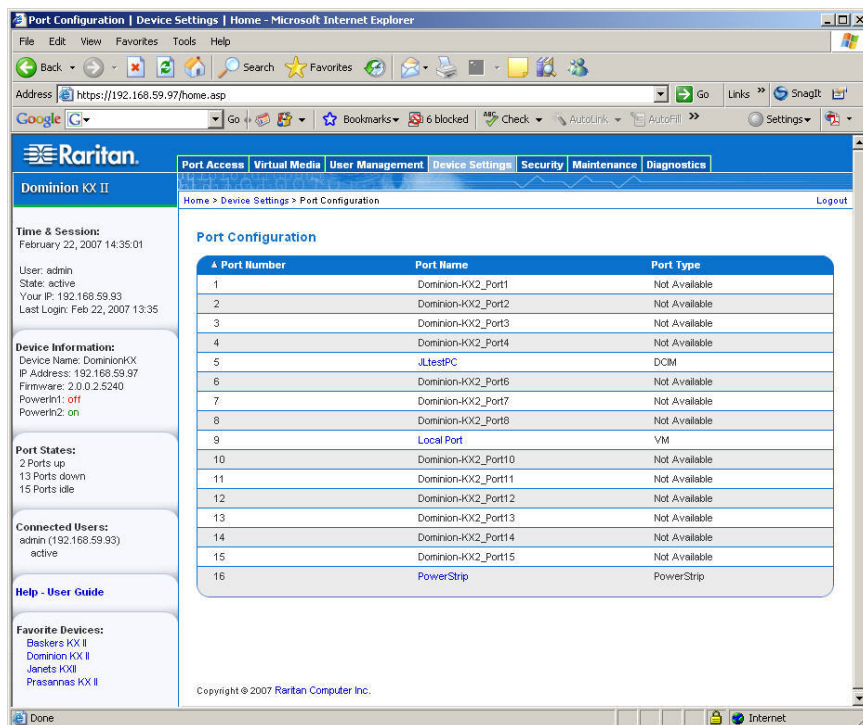 Port Configuration | Device Settings | Home - Microsoft Internet Explorer
File Edit View Favorites Tools Help
Back Search Favorites
Address https://192.168.59.97/home.asp Go Links » SnagIt
Google G Go Bookmarks 6 blocked ABC Check AutoLink AutoFill » Settings
Raritan.
Port Access Virtual Media User Management Device Settings Security Maintenance Diagnostics
Dominion KX II
Home > Device Settings > Port Configuration Logout
Time & Session:
February 22, 2007 14:35:01
User: admin
State: active
Your IP: 192.168.59.93
Last Login: Feb 22, 2007 13:35
Device Information:
Device Name: DominionKX
IP Address: 192.168.59.97
Firmware: 2.0.0.2.5240
PowerIn1: off
PowerIn2: on
Port States:
2 Ports up
13 Ports down
15 Ports idle
Connected Users:
admin (192.168.59.93)
active
Help - User Guide
Favorite Devices:
Baskers KX II
Dominion KX II
Janets KXII
Prasannas KX II
Port Configuration
▲ Port Number Port Name Port Type
1 Dominion-KX2_Port1 Not Available
2 Dominion-KX2_Port2 Not Available
3 Dominion-KX2_Port3 Not Available
4 Dominion-KX2_Port4 Not Available
5 JLtestPC DCIM
6 Dominion-KX2_Port6 Not Available
7 Dominion-KX2_Port7 Not Available
8 Dominion-KX2_Port8 Not Available
9 Local Port VM
10 Dominion-KX2_Port10 Not Available
11 Dominion-KX2_Port11 Not Available
12 Dominion-KX2_Port12 Not Available
13 Dominion-KX2_Port13 Not Available
14 Dominion-KX2_Port14 Not Available
15 Dominion-KX2_Port15 Not Available
16 PowerStrip PowerStrip
Copyright © 2007 Raritan Computer Inc.
Done Internet